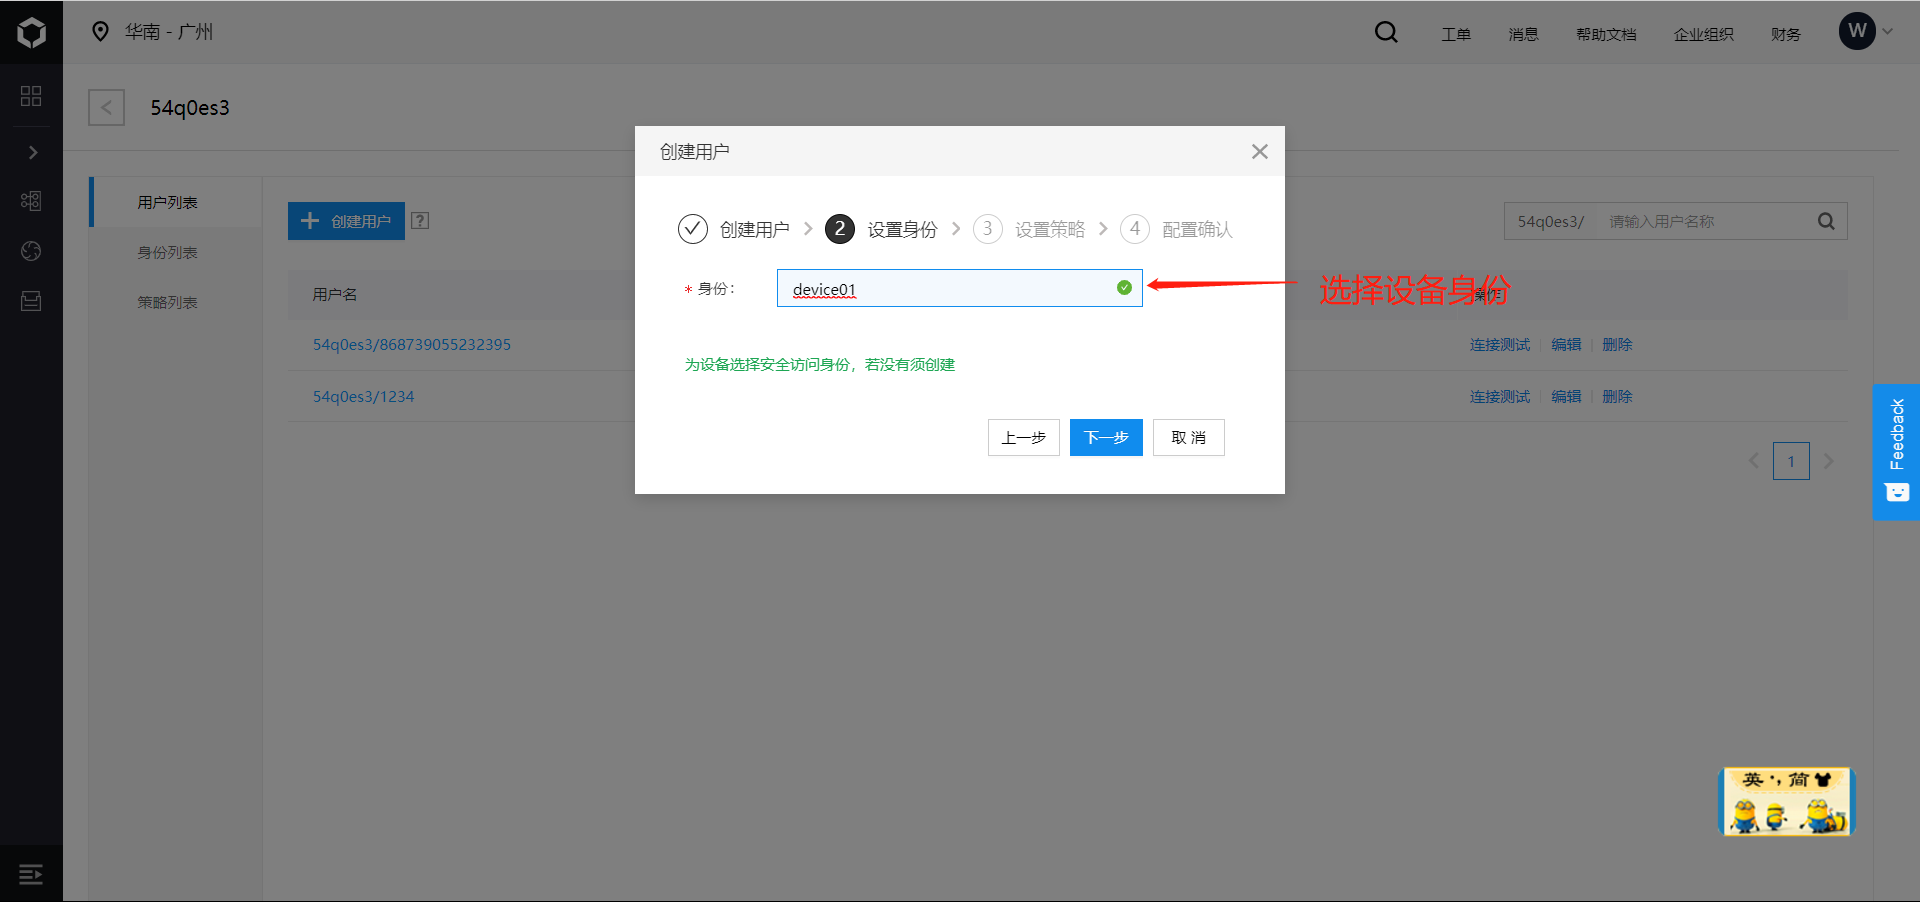 华南 - 广州
工单
消息
帮助文档
企业组织
财务
W
54q0es3
用户列表
身份列表
策略列表
创建用户
?
54q0es3/
请输入用户名称
用户名
操作
54q0es3/868739055232395
连接测试
编辑
删除
54q0es3/1234
连接测试
编辑
删除
1
创建用户
创建用户
2
设置身份
3
设置策略
4
配置确认
* 身份：
device01
选择设备身份
为设备选择安全访问身份，若没有须创建
上一步
下一步
取 消
Feedback
英 简